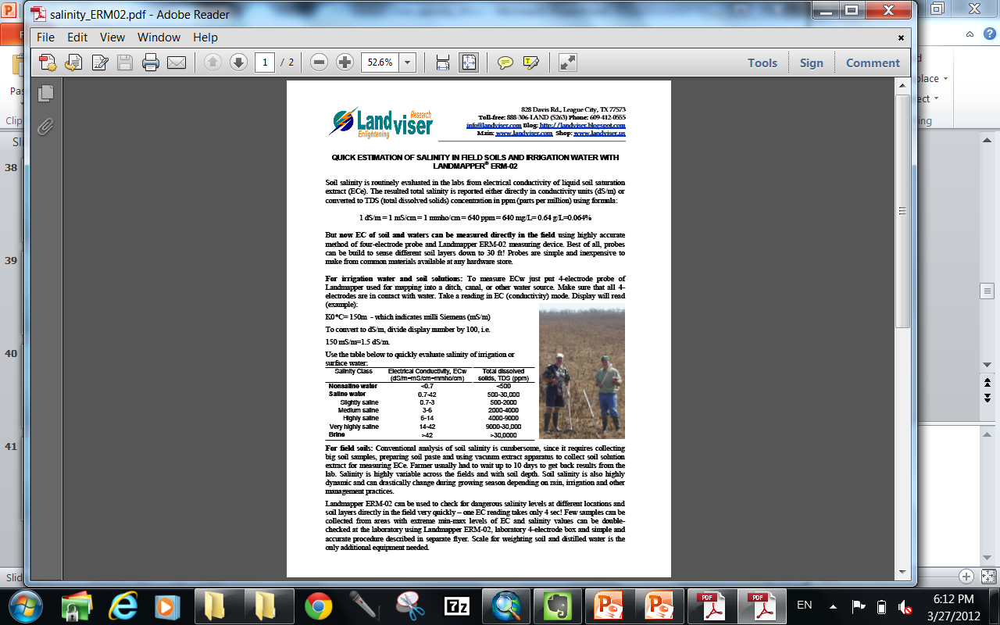 salinity_ERM02.pdf - Adobe Reader
File Edit View Window Help
1 / 2 52.6% Tools Sign Comment
Land viser
Research
Enlightening
828 Davis Rd., League City, TX 77573
Toll-free: 888-306-LAND (5263) Phone: 609-412-0555
info@landviser.com Blog: http://landviser.blogspot.com
Main: www.landviser.com Shop: www.landviser.us
QUICK ESTIMATION OF SALINITY IN FIELD SOILS AND IRRIGATION WATER WITH
LANDMAPPER® ERM-02
Soil salinity is routinely evaluated in the labs from electrical conductivity of liquid soil saturation
extract (ECe). The resulted total salinity is reported either directly in conductivity units (dS/m) or
converted to TDS (total dissolved solids) concentration in ppm (parts per million) using formula:
1 dS/m = 1 mS/cm = 1 mmho/cm = 640 ppm = 640 mg/L= 0.64 g/L=0.064%
But now EC of soil and waters can be measured directly in the field using highly accurate
method of four-electrode probe and Landmapper ERM-02 measuring device. Best of all, probes
can be build to sense different soil layers down to 30 ft! Probes are simple and inexpensive to
make from common materials available at any hardware store.
For irrigation water and soil solutions: To measure ECw just put 4-electrode probe of
Landmapper used for mapping into a ditch, canal, or other water source. Make sure that all 4-
electrodes are in contact with water. Take a reading in EC (conductivity) mode. Display will read
(example):
K0*C= 150m - which indicates milli Siemens (mS/m)
To convert to dS/m, divide display number by 100, i.e.
150 mS/m=1.5 dS/m.
Use the table below to quickly evaluate salinity of irrigation or
surface water:
Salinity Class Electrical Conductivity, ECw Total dissolved
(dS/m=mS/cm=mmho/cm) solids, TDS (ppm)
Nonsaline water <0.7 <500
Saline water 0.7-42 500-30,000
Slightly saline 0.7-3 500-2000
Medium saline 3-6 2000-4000
Highly saline 6-14 4000-9000
Very highly saline 14-42 9000-30,000
Brine >42 >30,0000
For field soils: Conventional analysis of soil salinity is cumbersome, since it requires collecting
big soil samples, preparing soil paste and using vacuum extract apparatus to collect soil solution
extract for measuring ECe. Farmer usually had to wait up to 10 days to get back results from the
lab. Salinity is highly variable across the fields and with soil depth. Soil salinity is also highly
dynamic and can drastically change during growing season depending on rain, irrigation and other
management practices.
Landmapper ERM-02 can be used to check for dangerous salinity levels at different locations and
soil layers directly in the field very quickly – one EC reading takes only 4 sec! Few samples can be
collected from areas with extreme min-max levels of EC and salinity values can be double-
checked at the laboratory using Landmapper ERM-02, laboratory 4-electrode box and simple and
accurate procedure described in separate flyer. Scale for weighting soil and distilled water is the
only additional equipment needed.
Pas
Clip
Sli
38
39
40
41
Slid
d
place
ect
ing
7z
PDF
PDF
EN
6:12 PM
3/27/2012